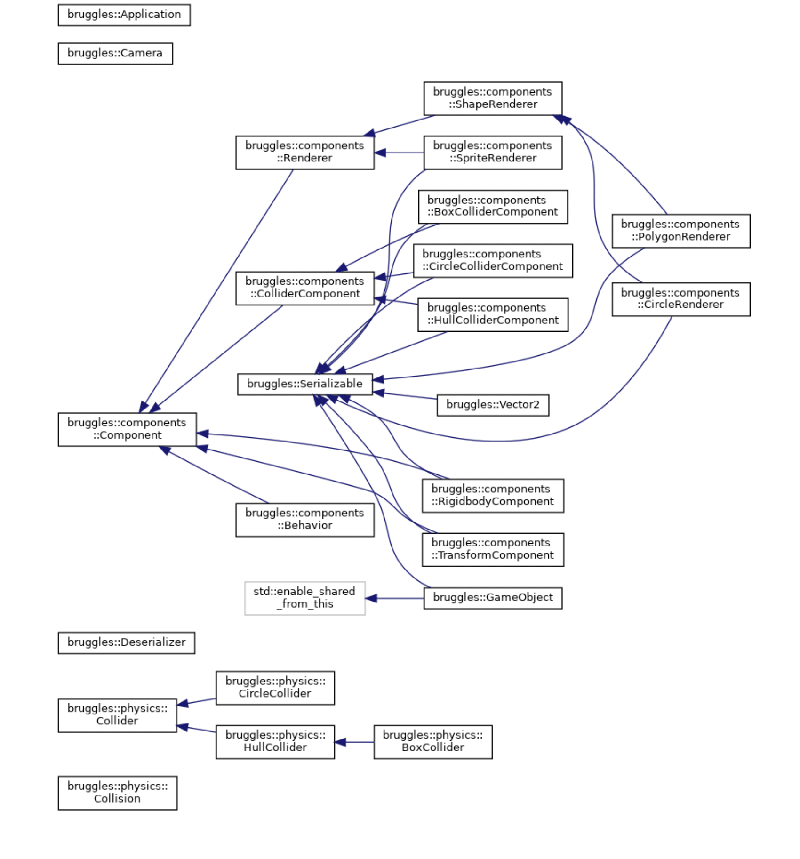 bruggles::Application
bruggles::Camera
bruggles::components
::ShapeRenderer
bruggles::components
::Renderer
bruggles::components
::SpriteRenderer
bruggles::components
::BoxColliderComponent
bruggles::components
::PolygonRenderer
bruggles::components
::CircleColliderComponent
bruggles::components
::ColliderComponent
bruggles::components
::CircleRenderer
bruggles::components
::HullColliderComponent
bruggles::Serializable
bruggles::Vector2
bruggles::components
::Component
bruggles::components
::RigidbodyComponent
bruggles::components
::Behavior
bruggles::components
::TransformComponent
std::enable_shared
_from_this
bruggles::GameObject
bruggles::Deserializer
bruggles::physics::
CircleCollider
bruggles::physics::
Collider
bruggles::physics::
HullCollider
bruggles::physics::
BoxCollider
bruggles::physics::
Collision